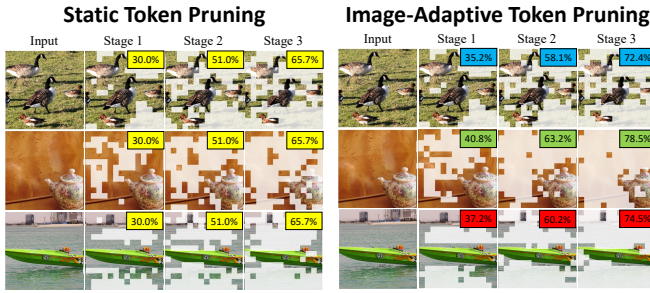 Static Token Pruning
Image-Adaptive Token Pruning
Input Stage 1 Stage 2 Stage 3
Input Stage 1 Stage 2 Stage 3
30.0% 51.0% 65.7%
35.2% 58.1% 72.4%
30.0% 51.0% 65.7%
40.8% 63.2% 78.5%
30.0% 51.0% 65.7%
37.2% 60.2% 74.5%